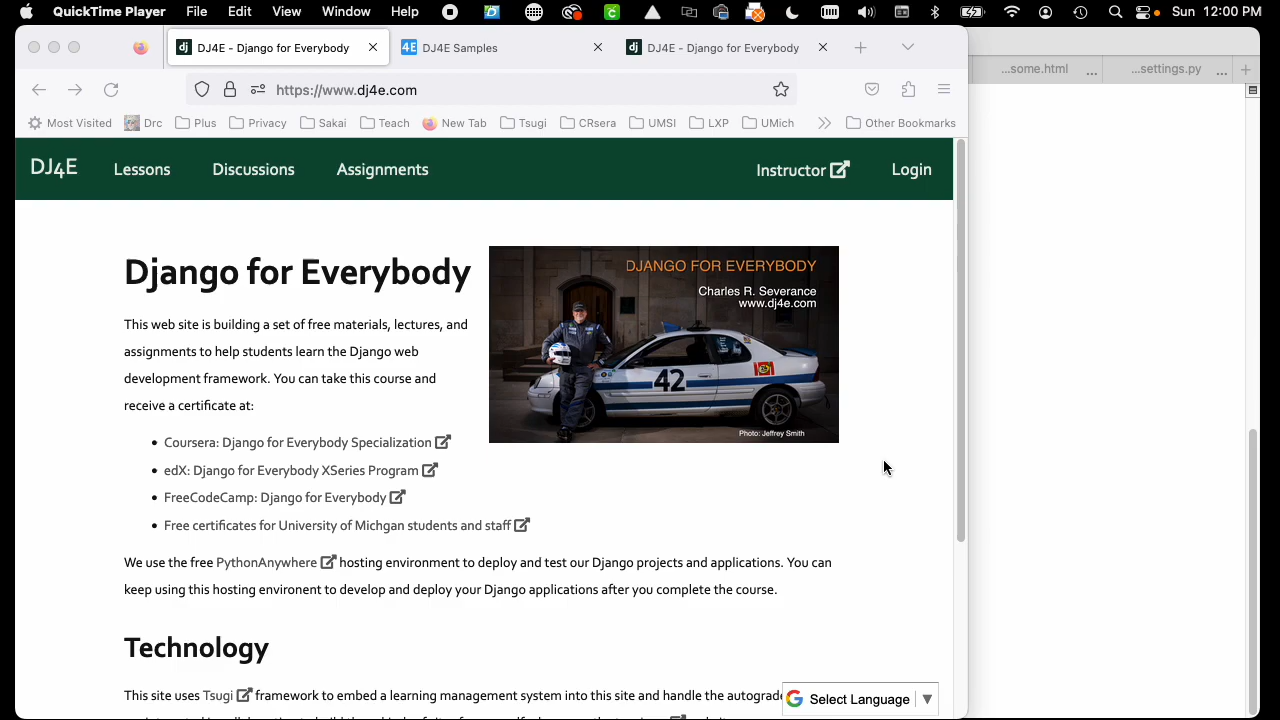 QuickTime Player File Edit View Window Help Sun 12:00 PM
DJ4E - Django for Everybody
DJ4E Samples
DJ4E - Django for Everybody
...some.html ...
...settings.py ...
https://www.dj4e.com
Most Visited Drc Plus Privacy Sakai Teach New Tab Tsugi CRsera UMSI LXP UMich Other Bookmarks
DJ4E Lessons Discussions Assignments Instructor Login
Django for Everybody
This web site is building a set of free materials, lectures, and
assignments to help students learn the Django web
development framework. You can take this course and
receive a certificate at:
DJANGO FOR EVERYBODY
Charles R. Severance
www.dj4e.com
42
Photo: Jeffrey Smith
Coursera: Django for Everybody Specialization
edX: Django for Everybody XSeries Program
FreeCodeCamp: Django for Everybody
Free certificates for University of Michgan students and staff
We use the free PythonAnywhere hosting environment to deploy and test our Django projects and applications. You can
keep using this hosting environent to develop and deploy your Django applications after you complete the course.
Technology
This site uses Tsugi framework to embed a learning management system into this site and handle the autograde
Select Language